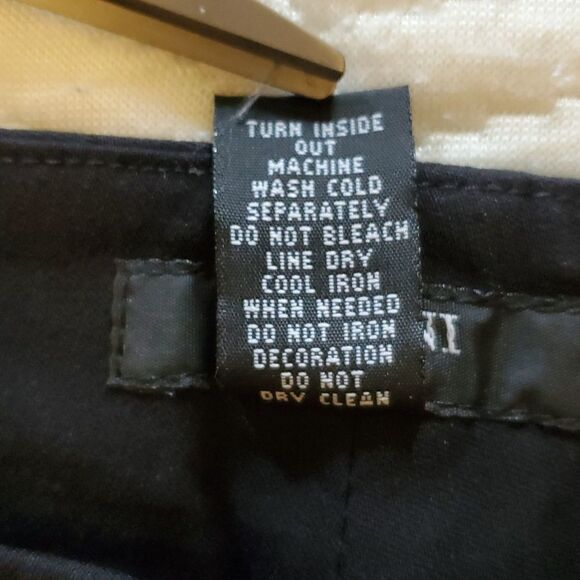 TURN INSIDE
OUT
MACHINE
WASH COLD
SEPARATELY
DO NOT BLEACH
LINE DRY
COOL IRON
WHEN NEEDED
DO NOT IRON
DECORATION
DO NOT
DRY CLEAN